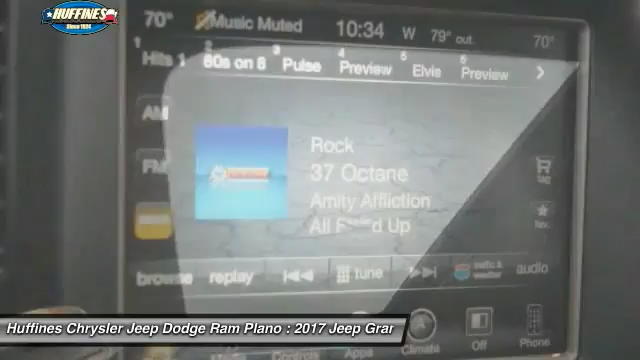 HUFFINES
Since 1924
70° Music Muted 10:34 W 79° out. 70°
1 Hits 1 2 60s on 6 3 Pulse 4 Preview 5 Elvis 6 Preview
AM
FM
Rock
37 Octane
Amity Affliction
All F***d Up
tag
fav.
browse replay tune traffic & weather audio
Controls Apps Climate Off Phone
Huffines Chrysler Jeep Dodge Ram Plano : 2017 Jeep Grar